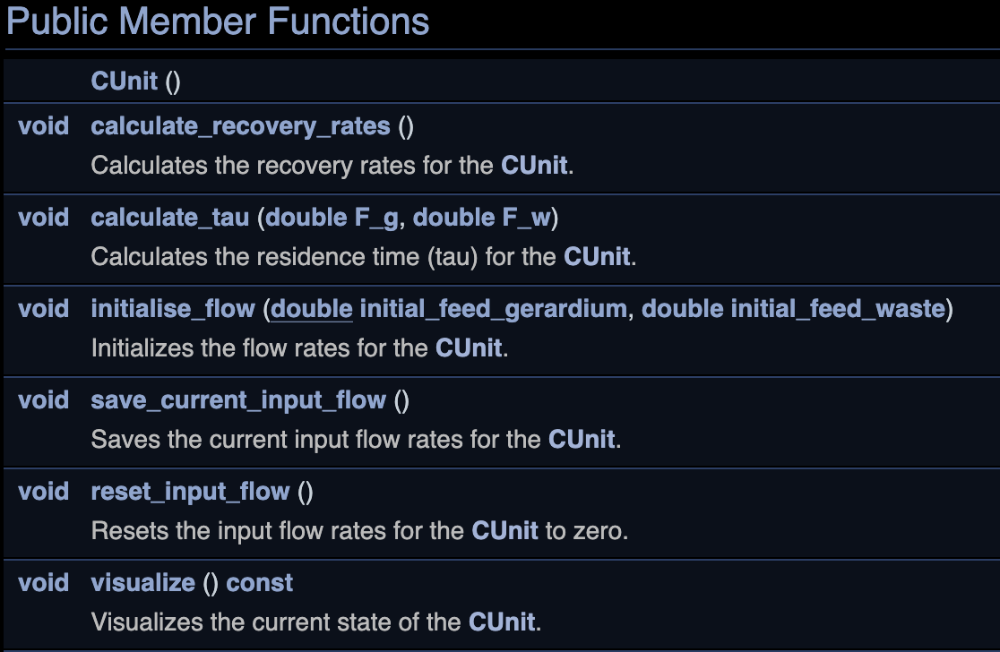 Public Member Functions
CUnit ()
void calculate_recovery_rates ()
Calculates the recovery rates for the CUnit.
void calculate_tau (double F_g, double F_w)
Calculates the residence time (tau) for the CUnit.
void initialise_flow (double initial_feed_gerardium, double initial_feed_waste)
Initializes the flow rates for the CUnit.
void save_current_input_flow ()
Saves the current input flow rates for the CUnit.
void reset_input_flow ()
Resets the input flow rates for the CUnit to zero.
void visualize () const
Visualizes the current state of the CUnit.